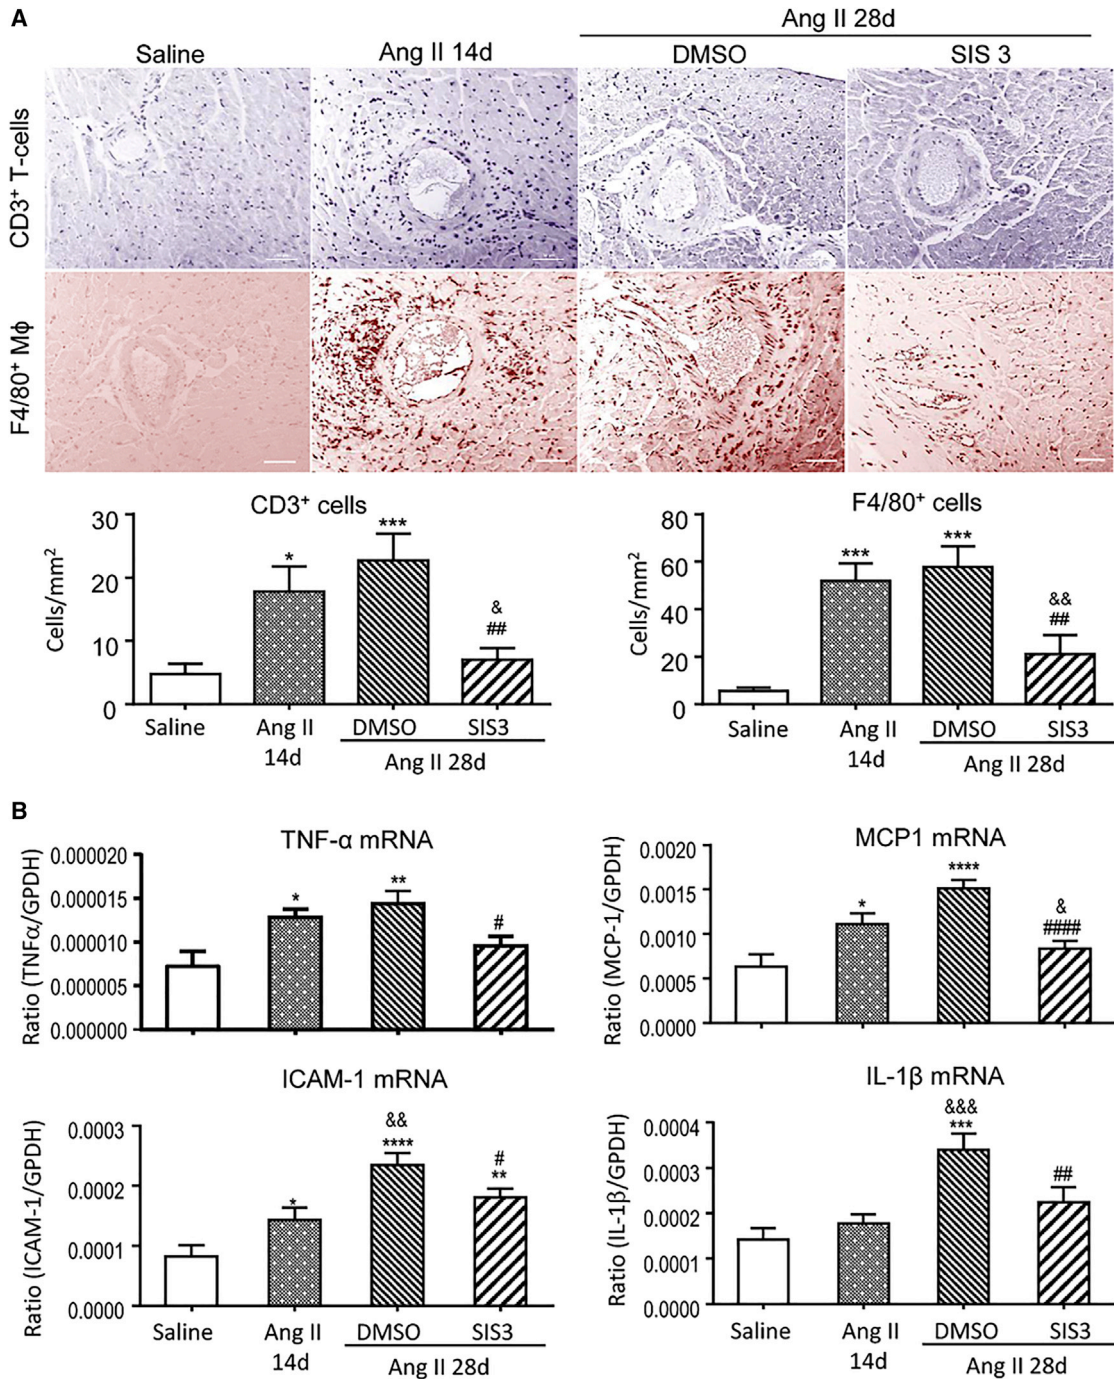 A
Ang II 28d
Saline Ang II 14d DMSO SIS 3
CD3⁺ T-cells
F4/80⁺ Mϕ
CD3⁺ cells
Cells/mm²
30
20
10
0
***
*
&
##
Saline Ang II DMSO SIS3
14d
Ang II 28d
F4/80⁺ cells
Cells/mm²
80
60
40
20
0
***
***
&&
##
Saline Ang II DMSO SIS3
14d
Ang II 28d
B
TNF-α mRNA
Ratio (TNFα/GPDH)
0.000020
0.000015
0.000010
0.000005
0.000000
**
*
#
MCP1 mRNA
Ratio (MCP-1/GPDH)
0.0020
0.0015
0.0010
0.0005
0.0000
****
*
&
####
ICAM-1 mRNA
Ratio (ICAM-1/GPDH)
0.0003
0.0002
0.0001
0.0000
&&
****
#
**
*
Saline Ang II DMSO SIS3
14d
Ang II 28d
IL-1β mRNA
Ratio (IL-1β/GPDH)
0.0004
0.0003
0.0002
0.0001
0.0000
&&&
***
##
Saline Ang II DMSO SIS3
14d
Ang II 28d